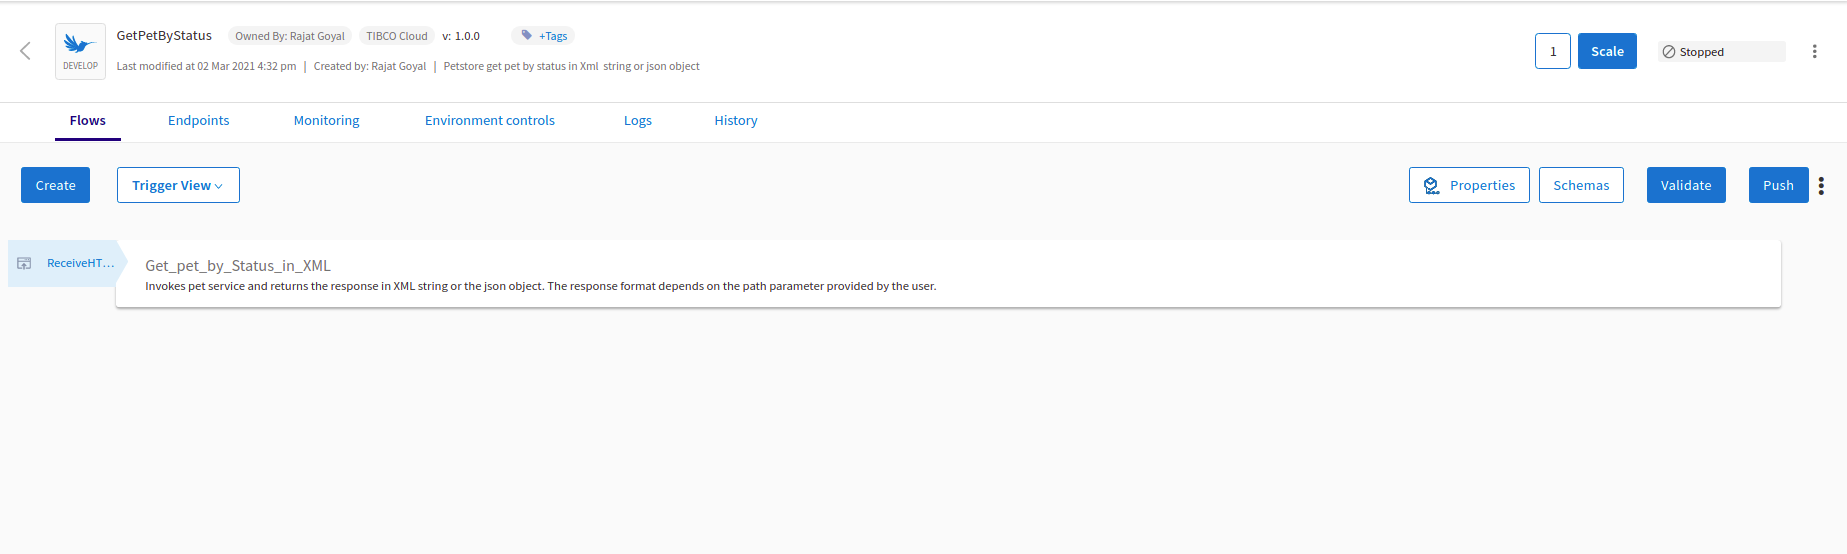 GetPetByStatus Owned By: Rajat Goyal TIBCO Cloud v: 1.0.0 +Tags
DEVELOP
Last modified at 02 Mar 2021 4:32 pm | Created by: Rajat Goyal | Petstore get pet by status in Xml string or json object
1 Scale Stopped
Flows Endpoints Monitoring Environment controls Logs History
Create Trigger View Properties Schemas Validate Push
ReceiveHT...
Get_pet_by_Status_in_XML
Invokes pet service and returns the response in XML string or the json object. The response format depends on the path parameter provided by the user.